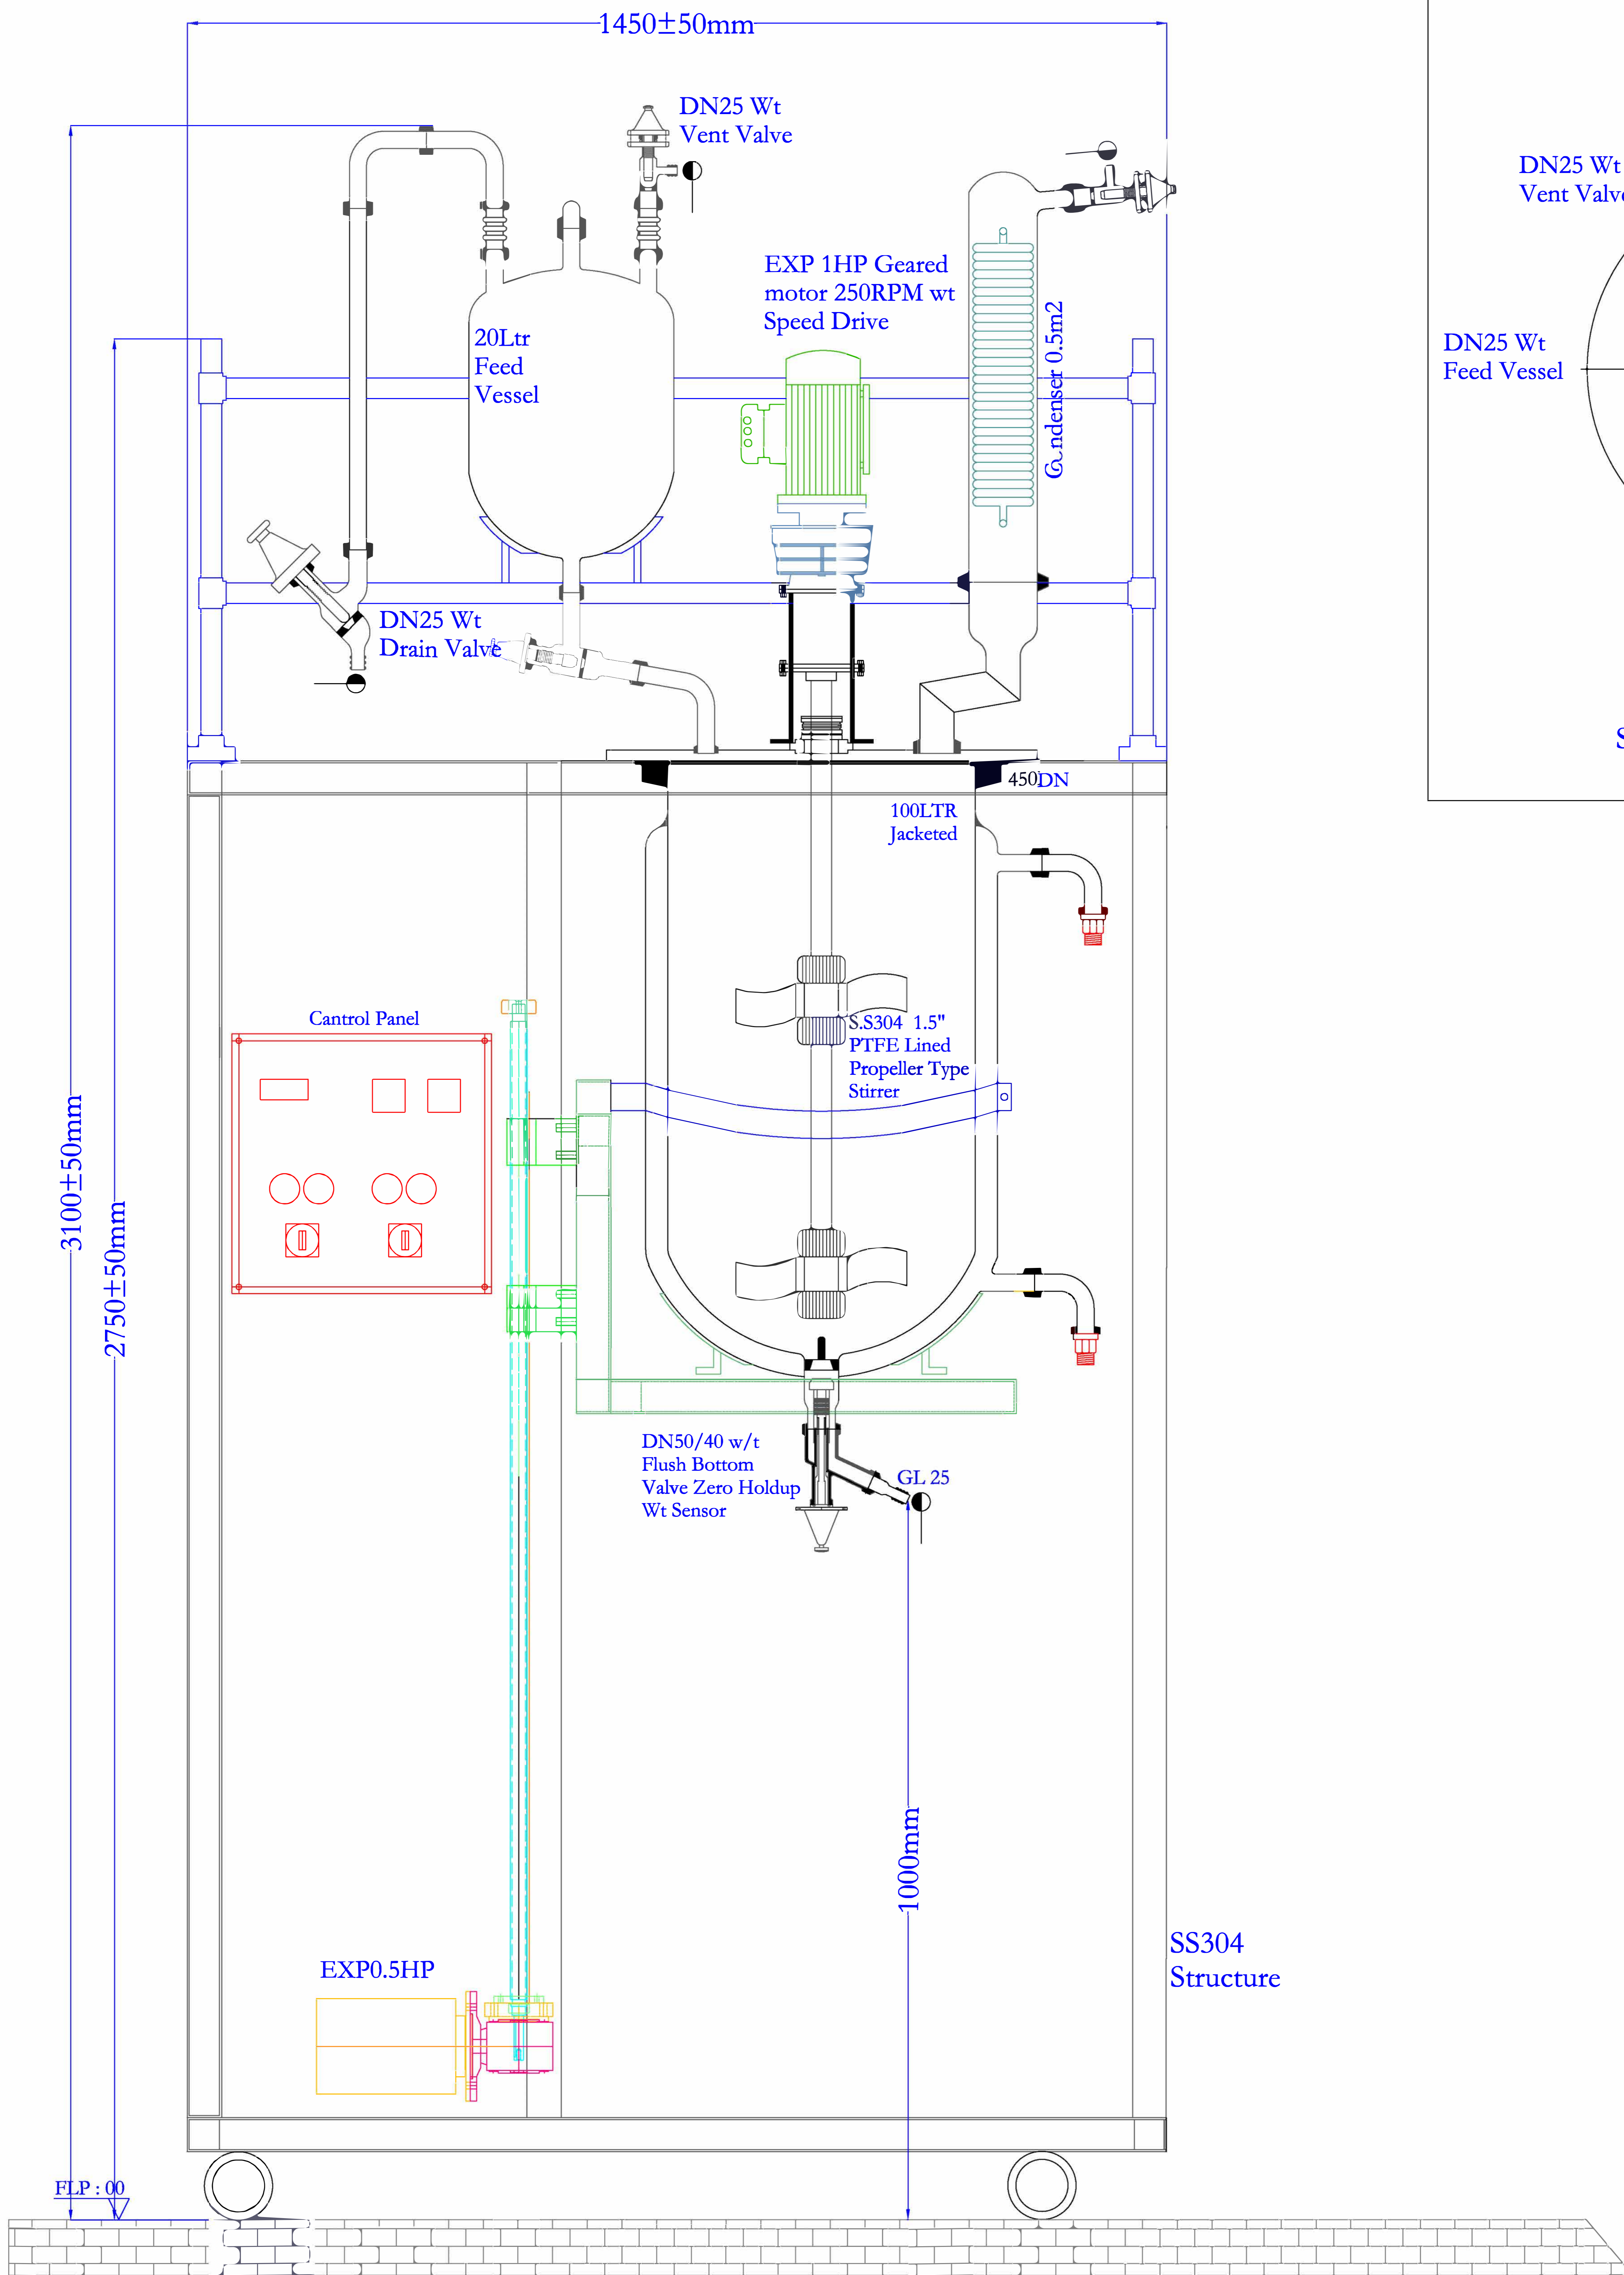 1450±50mm
DN25 Wt
Vent Valve
DN25 Wt
EXP 1HP Geared
motor 250RPM wt
Speed Drive
20Ltr
Feed
Vessel
Condenser 0.5m2
DN25 Wt
Feed Vessel
DN25 Wt
Drain Valve
450DN
100LTR
Jacketed
Cantrol Panel
S.S304 1.5"
PTFE Lined
Propeller Type
Stirrer
3100±50mm
2750±50mm
DN50/40 w/t
Flush Bottom
Valve Zero Holdup
Wt Sensor
GL 25
1000mm
SS304
Structure
EXP0.5HP
FLP : 00